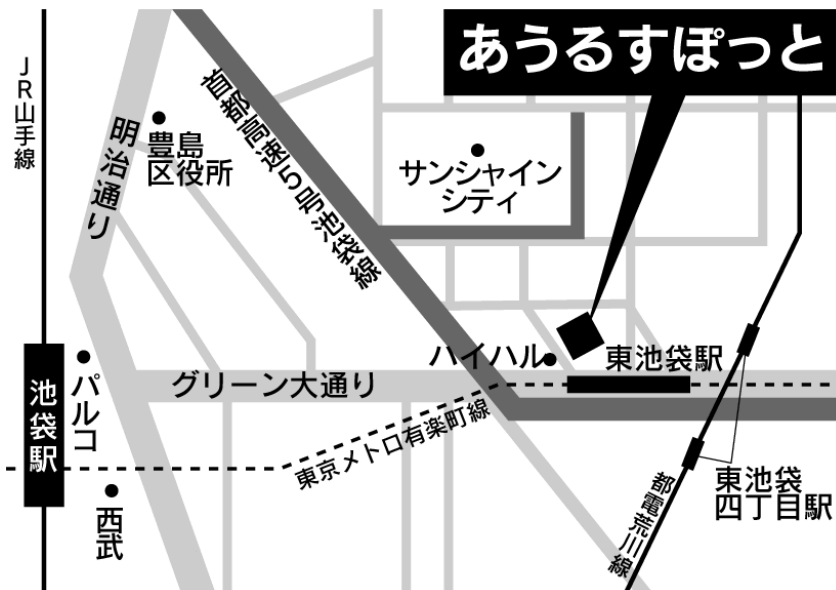 あうるすぽっと
JR山手線
明治通り
豊島
区役所
首都高速5号池袋線
サンシャイン
シティ
ハイハル
東池袋駅
グリーン大通り
池袋駅
パルコ
東京メトロ有楽町線
西武
都電荒川線
東池袋
四丁目駅